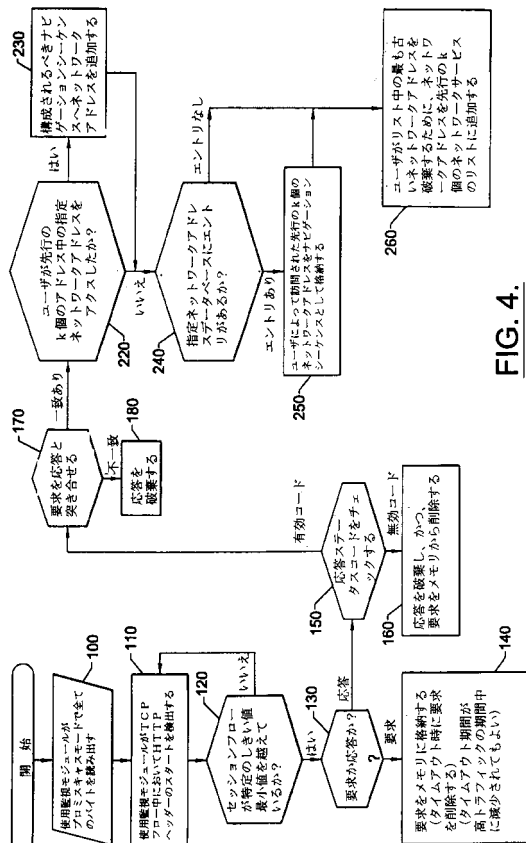 開始
100
使用監視モジュールが
プロミスキャスモードで全て
のバイトを読み出す
110
使用監視モジュールがTCP
フロー中においてHTTP
ヘッダーのスタートを検出する
120
セッションフロー
が特定のしきい値
最小値を越えて
いるか?
いいえ
はい
130
要求か応答か?
?
要求
応答
140
要求をメモリに格納する
(タイムアウト時に要求
を削除する)
(タイムアウト期間が
高トラフィックの期間中
に減少されてもよい)
150
応答ステー
タスコードをチェ
ックする
有効コード
無効コード
160
応答を破棄し、かつ、
要求をメモリから削除する
170
要求を応答と
突き合せる
一致あり
不一致
180
応答を
破棄する
220
ユーザが先行の
k個のアドレス中の指定
ネットワークアドレスを
アクスしたか?
はい
いいえ
230
構成されるべきナビ
ゲーションシーケン
スへネットワーク
アドレスを追加する
240
指定ネットワークアドレ
スデータベースにエント
リがあるか?
エントリなし
エントリあり
250
ユーザによって訪問された先行のk個の
ネットワークアドレスをナビゲーション
シーケンスとして格納する
260
ユーザがリスト中の最も古
いネットワークアドレスを
破棄するために、ネットワ
ークアドレスを先行のk
個のネットワークサービス
のリストに追加する
FIG. 4.